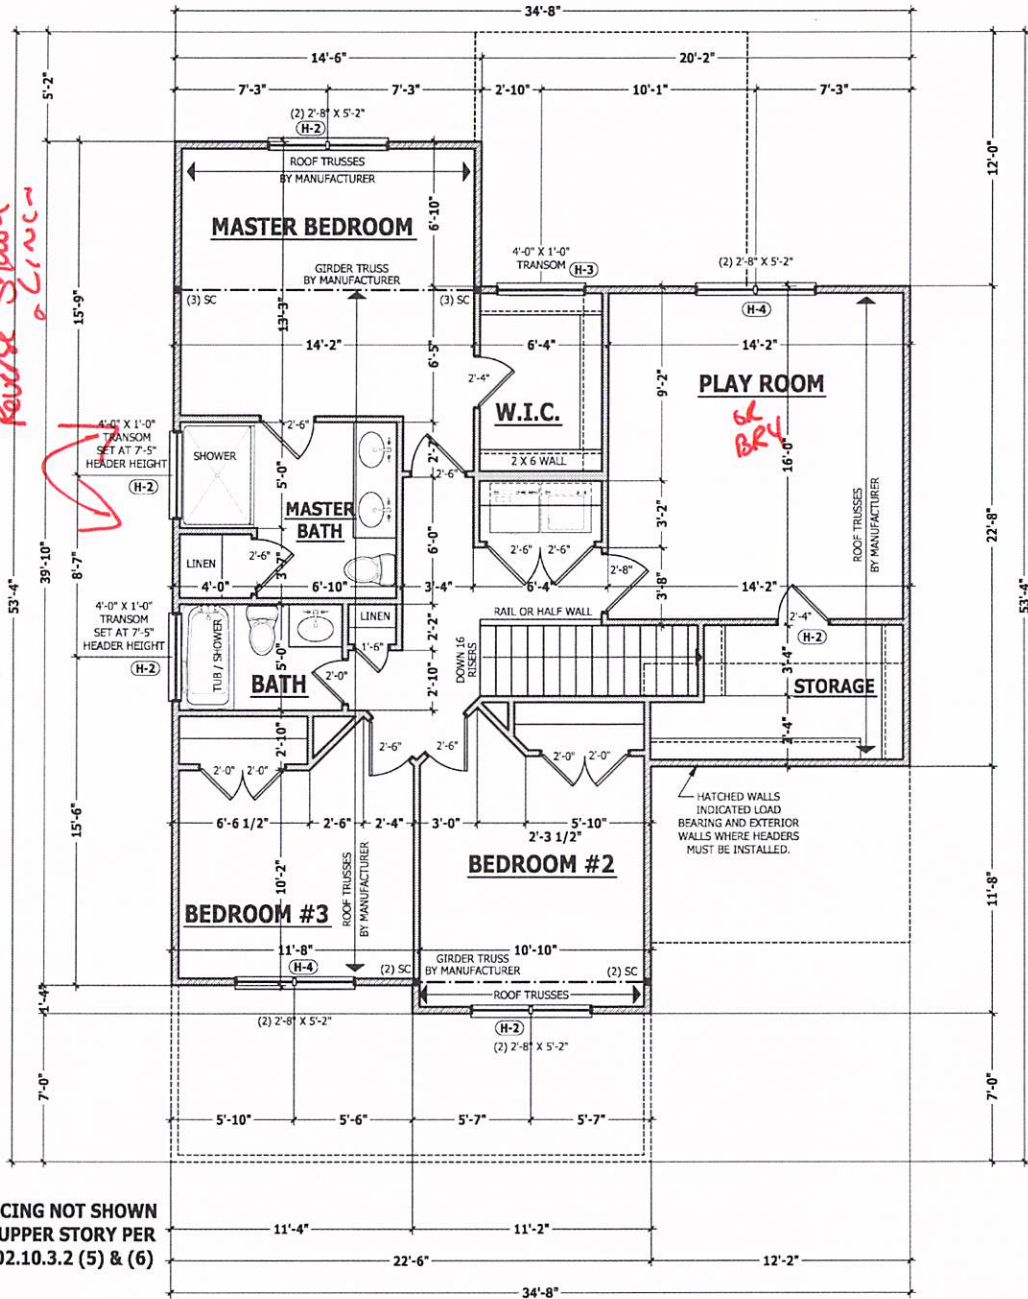 34'-8"
14'-6"
20'-2"
7'-3"
7'-3"
2'-10"
10'-1"
7'-3"
5'-2"
12'-0"
(2) 2'-8" X 5'-2"
H-2
ROOF TRUSSES
BY MANUFACTURER
MASTER BEDROOM
6'-10"
GIRDER TRUSS
BY MANUFACTURER
4'-0" X 1'-0"
TRANSOM
H-3
(2) 2'-8" X 5'-2"
H-4
(3) SC
(3) SC
Reverse
15'-9"
13'-3"
14'-2"
6'-5"
6'-4"
14'-2"
9'-2"
2'-4"
PLAY ROOM
OR
BR4
16'-0"
W.I.C.
2 X 6 WALL
4'-0" X 1'-0"
TRANSOM
SET AT 7'-5"
HEADER HEIGHT
H-2
2'-6"
SHOWER
5'-0"
MASTER
BATH
2'-7"
2'-6"
ROOF TRUSSES
BY MANUFACTURER
22'-8"
39'-10"
53'-4"
53'-4"
8'-7"
LINEN
2'-6"
3'-7"
4'-0"
6'-10"
6'-0"
3'-4"
3'-2"
2'-6"
2'-6"
6'-4"
3'-8"
2'-8"
14'-2"
4'-0" X 1'-0"
TRANSOM
SET AT 7'-5"
HEADER HEIGHT
H-2
TUB / SHOWER
5'-0"
BATH
2'-0"
LINEN
1'-6"
2'-2"
2'-10"
RAIL OR HALF WALL
DOWN 16
RISERS
2'-4"
H-2
3'-4"
STORAGE
3'-4"
2'-10"
2'-0"
2'-0"
2'-6"
2'-6"
2'-0"
2'-0"
15'-6"
6'-6 1/2"
2'-6"
2'-4"
3'-0"
2'-3 1/2"
5'-10"
HATCHED WALLS
INDICATED LOAD
BEARING AND EXTERIOR
WALLS WHERE HEADERS
MUST BE INSTALLED.
10'-2"
ROOF TRUSSES
BY MANUFACTURER
BEDROOM #2
BEDROOM #3
11'-8"
11'-8"
10'-10"
GIRDER TRUSS
BY MANUFACTURER
H-4
(2) SC
(2) SC
ROOF TRUSSES
1'-4"
(2) 2'-8" X 5'-2"
H-2
(2) 2'-8" X 5'-2"
7'-0"
7'-0"
5'-10"
5'-6"
5'-7"
5'-7"
CING NOT SHOWN
UPPER STORY PER
02.10.3.2 (5) & (6)
11'-4"
11'-2"
22'-6"
12'-2"
34'-8"